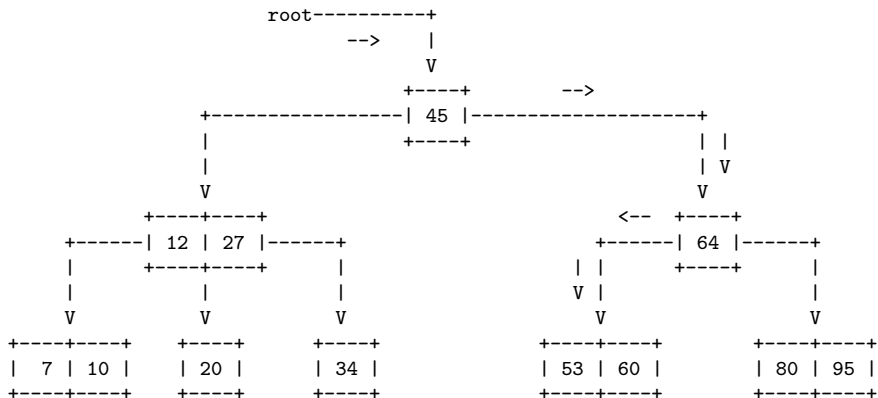 root----------+
-->    |
V
+----+        -->
+-----------------| 45 |--------------------+
|                 +----+                    | |
|                                           | V
V                                           V
+----+----+                              <-- +----+
+------| 12 | 27 |------+                      +------| 64 |------+
|      +----+----+      |                    | |      +----+      |
|           |           |                    V |                  |
V           V           V                      V                  V
+----+----+    +----+      +----+              +----+----+        +----+----+
|  7 | 10 |    | 20 |      | 34 |              | 53 | 60 |        | 80 | 95 |
+----+----+    +----+      +----+              +----+----+        +----+----+